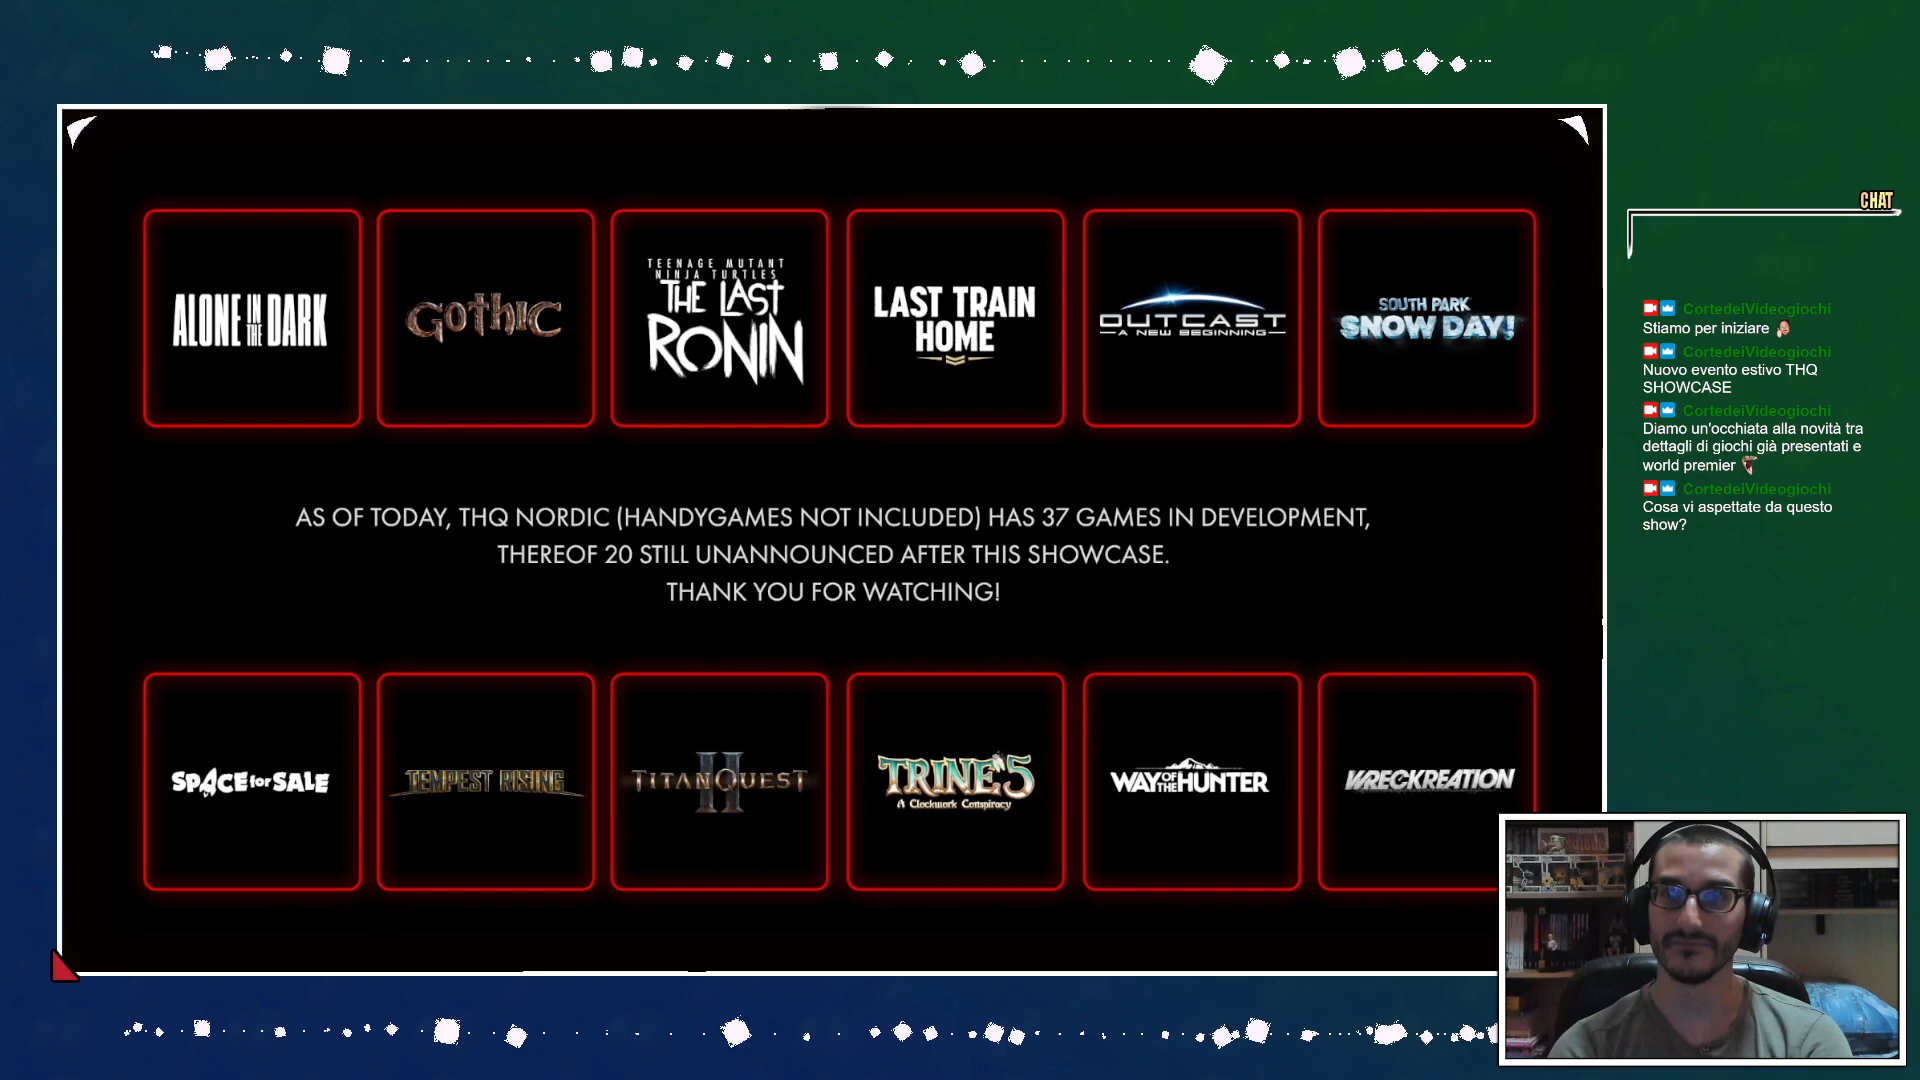 CHAT
ALONE IN THE DARK
GOTHIC
TEENAGE MUTANT
NINJA TURTLES
THE LAST
RONIN
LAST TRAIN
HOME
OUTCAST
A NEW BEGINNING
SOUTH PARK
SNOW DAY!
AS OF TODAY, THQ NORDIC (HANDYGAMES NOT INCLUDED) HAS 37 GAMES IN DEVELOPMENT,
THEREOF 20 STILL UNANNOUNCED AFTER THIS SHOWCASE.
THANK YOU FOR WATCHING!
SPACE for SALE
TEMPEST RISING
TITAN QUEST II
TRINE 5
A Clockwork Conspiracy
WAY OF THE HUNTER
WRECKREATION
CortedeiVideogiochi
Stiamo per iniziare
CortedeiVideogiochi
Nuovo evento estivo THQ
SHOWCASE
CortedeiVideogiochi
Diamo un'occhiata alla novità tra
dettagli di giochi già presentati e
world premier
CortedeiVideogiochi
Cosa vi aspettate da questo
show?